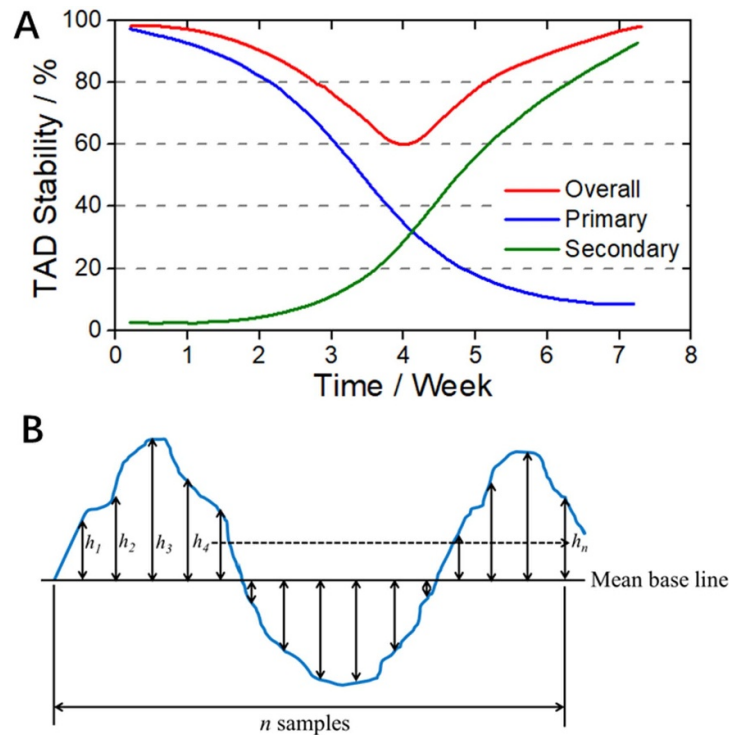 A
TAD Stability / %
100
80
60
40
20
0
Overall
Primary
Secondary
0 1 2 3 4 5 6 7 8
Time / Week
B
h1 h2 h3 h4 hn
Mean base line
n samples